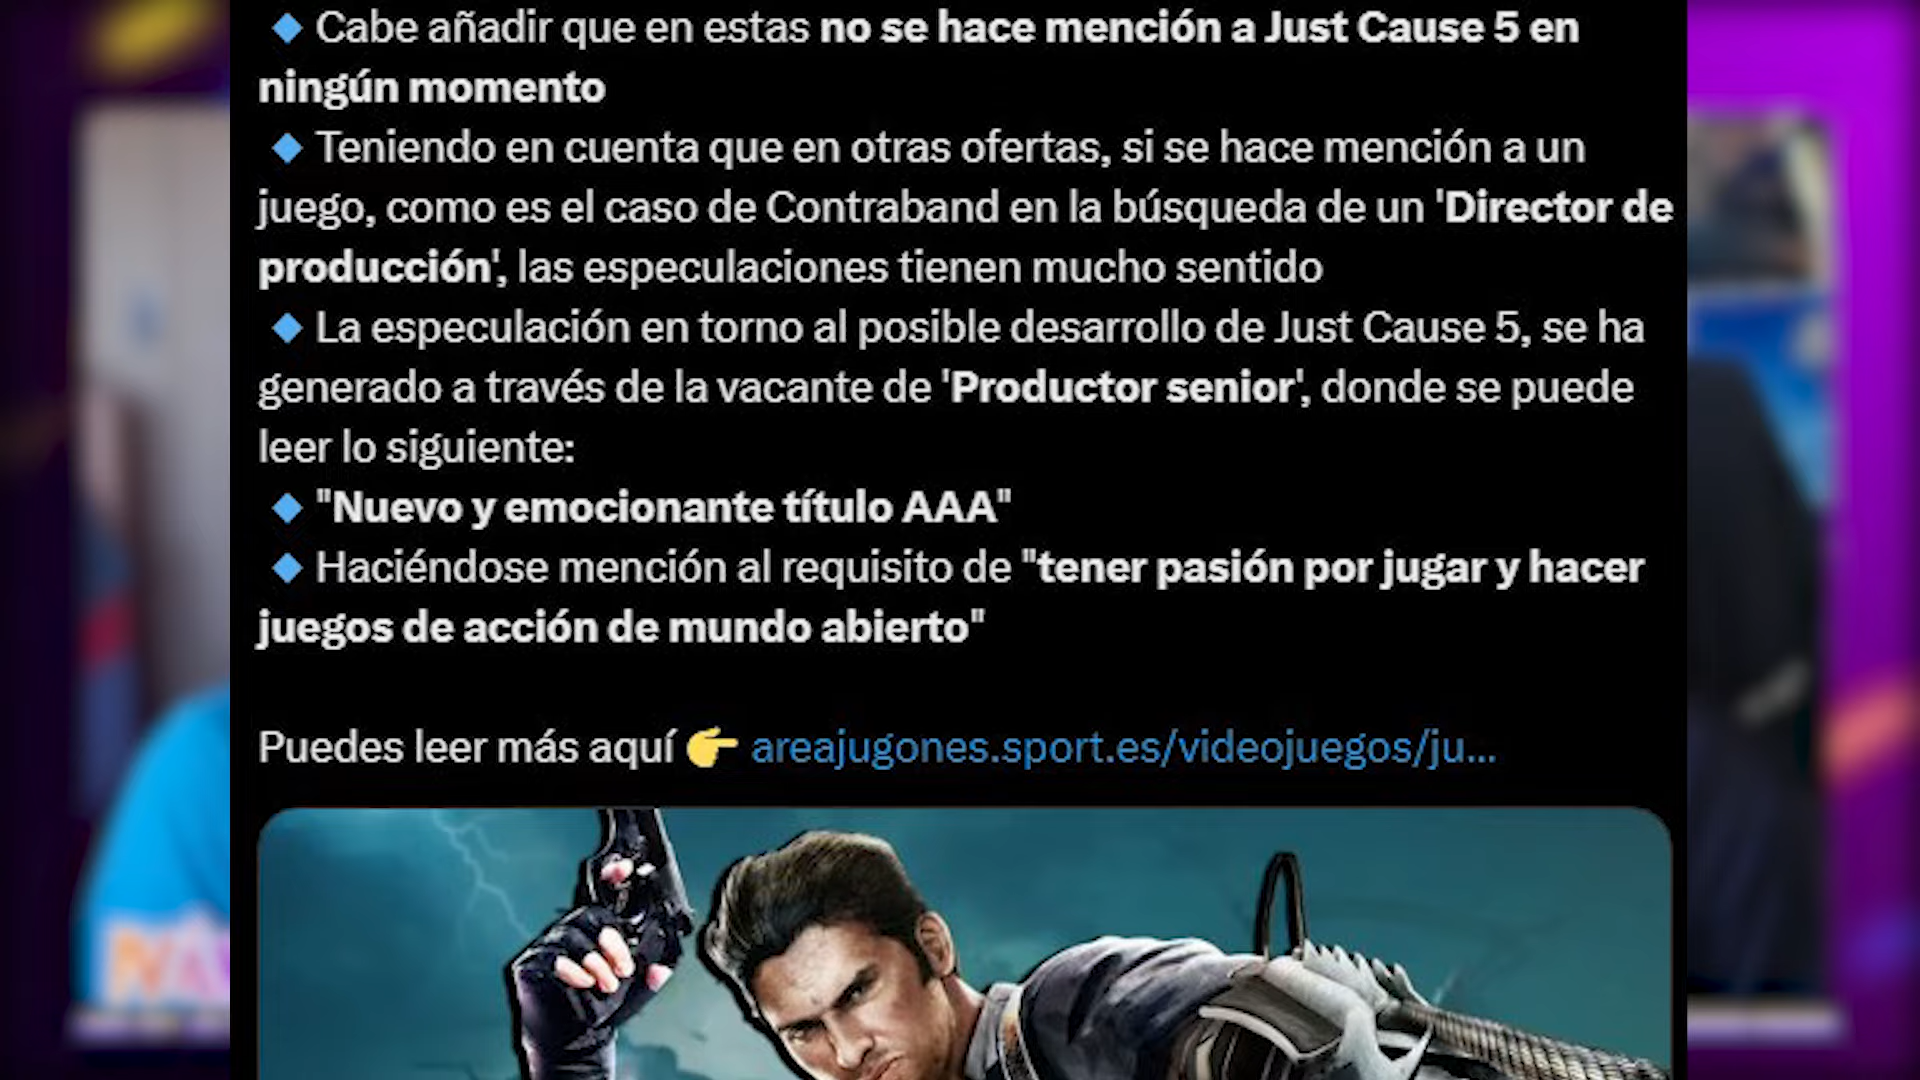 Cabe añadir que en estas no se hace mención a Just Cause 5 en
ningún momento
Teniendo en cuenta que en otras ofertas, si se hace mención a un
juego, como es el caso de Contraband en la búsqueda de un 'Director de
producción', las especulaciones tienen mucho sentido
La especulación en torno al posible desarrollo de Just Cause 5, se ha
generado a través de la vacante de 'Productor senior', donde se puede
leer lo siguiente:
"Nuevo y emocionante título AAA"
Haciéndose mención al requisito de "tener pasión por jugar y hacer
juegos de acción de mundo abierto"
Puedes leer más aquí 👉 areajugones.sport.es/videojuegos/ju...